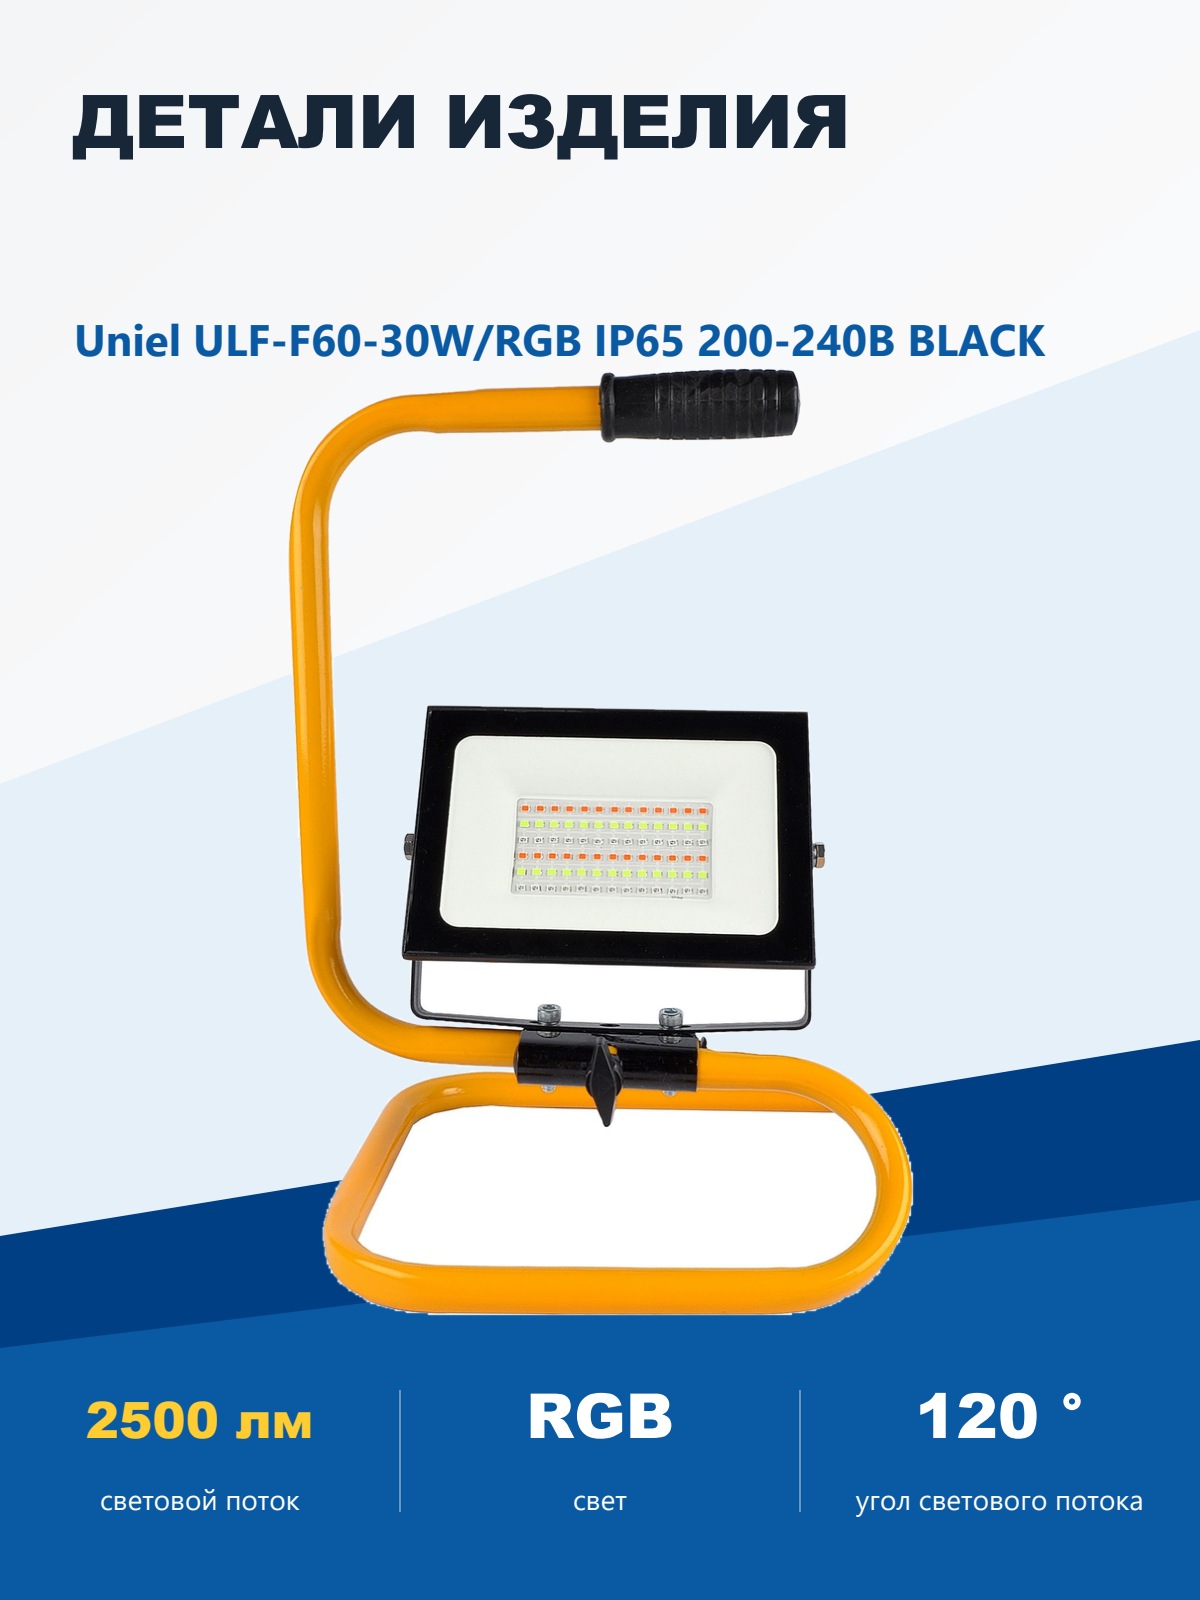 ДЕТАЛИ ИЗДЕЛИЯ
Uniel ULF-F60-30W/RGB IP65 200-240В BLACK
2500 лм
световой поток
RGB
свет
120 °
угол светового потока